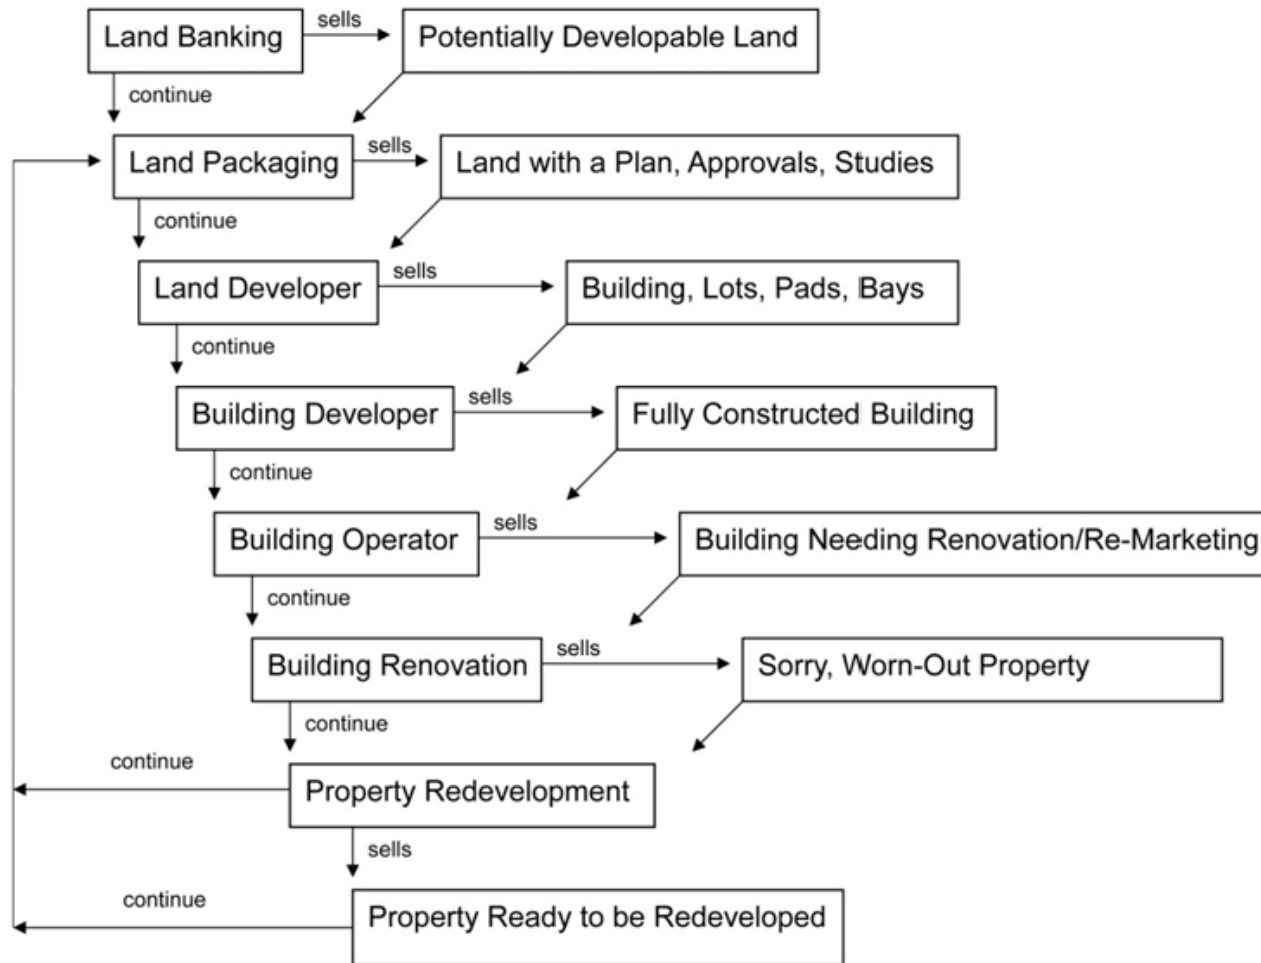 Land Banking
sells
Potentially Developable Land
continue
Land Packaging
sells
Land with a Plan, Approvals, Studies
continue
Land Developer
sells
Building, Lots, Pads, Bays
continue
Building Developer
sells
Fully Constructed Building
continue
Building Operator
sells
Building Needing Renovation/Re-Marketing
continue
Building Renovation
sells
Sorry, Worn-Out Property
continue
continue
Property Redevelopment
sells
continue
Property Ready to be Redeveloped